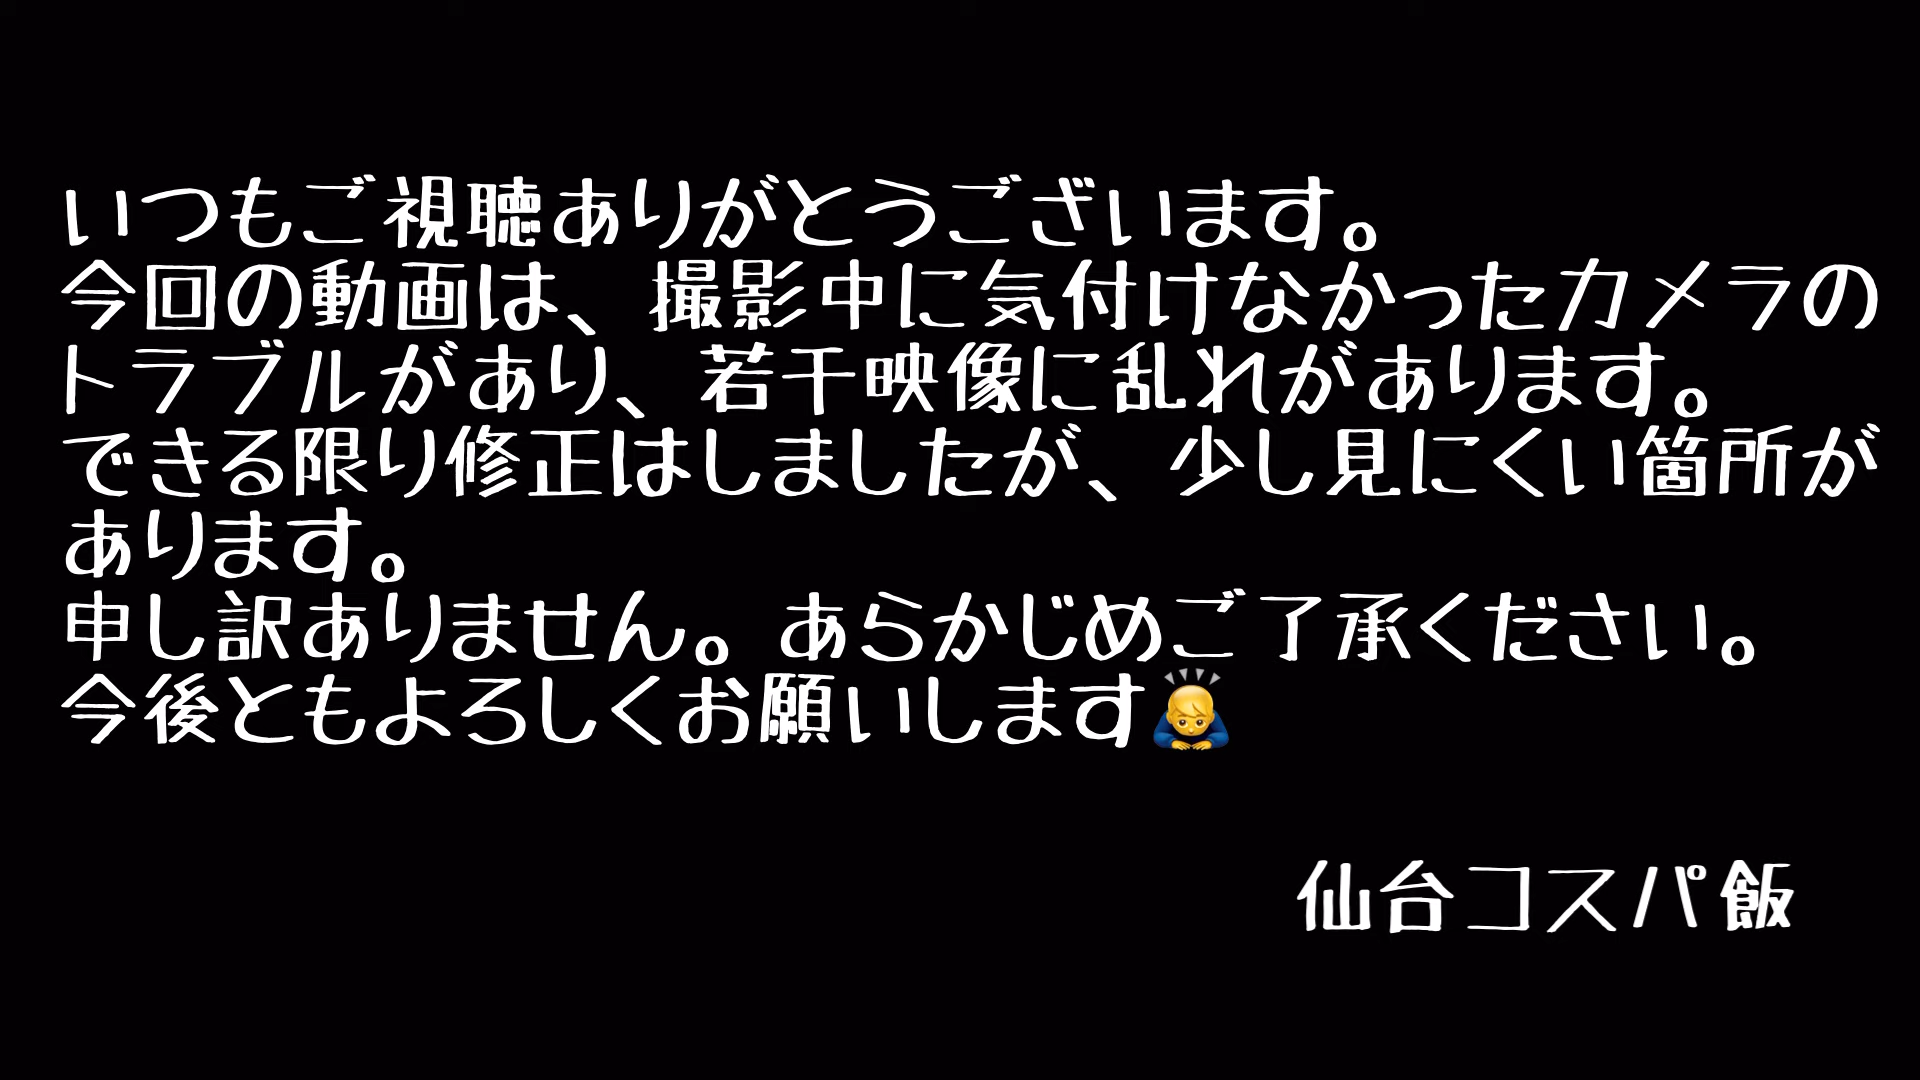 いつもご視聴ありがとうございます。
今回の動画は、撮影中に気付けなかったカメラの
トラブルがあり、若干映像に乱れがあります。
できる限り修正はしましたが、少し見にくい箇所が
あります。
申し訳ありません。あらかじめご了承ください。
今後ともよろしくお願いします🙇
仙台コスパ飯